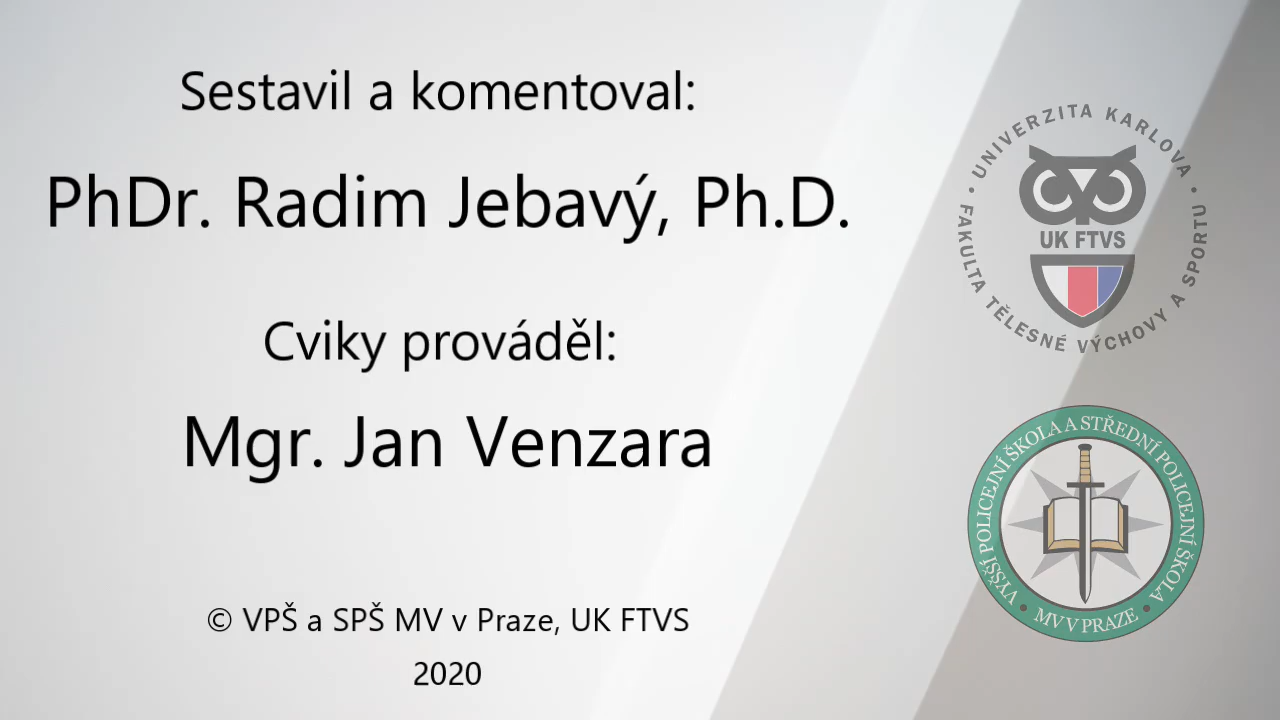 Sestavil a komentoval:
PhDr. Radim Jebavý, Ph.D.
Cviky prováděl:
Mgr. Jan Venzara
© VPŠ a SPŠ MV v Praze, UK FTVS
2020
• UNIVERZITA KARLOVA •
FAKULTA TĚLESNÉ VÝCHOVY A SPORTU
UK FTVS
VYŠŠÍ POLICEJNÍ ŠKOLA A STŘEDNÍ POLICEJNÍ ŠKOLA
• MV V PRAZE •